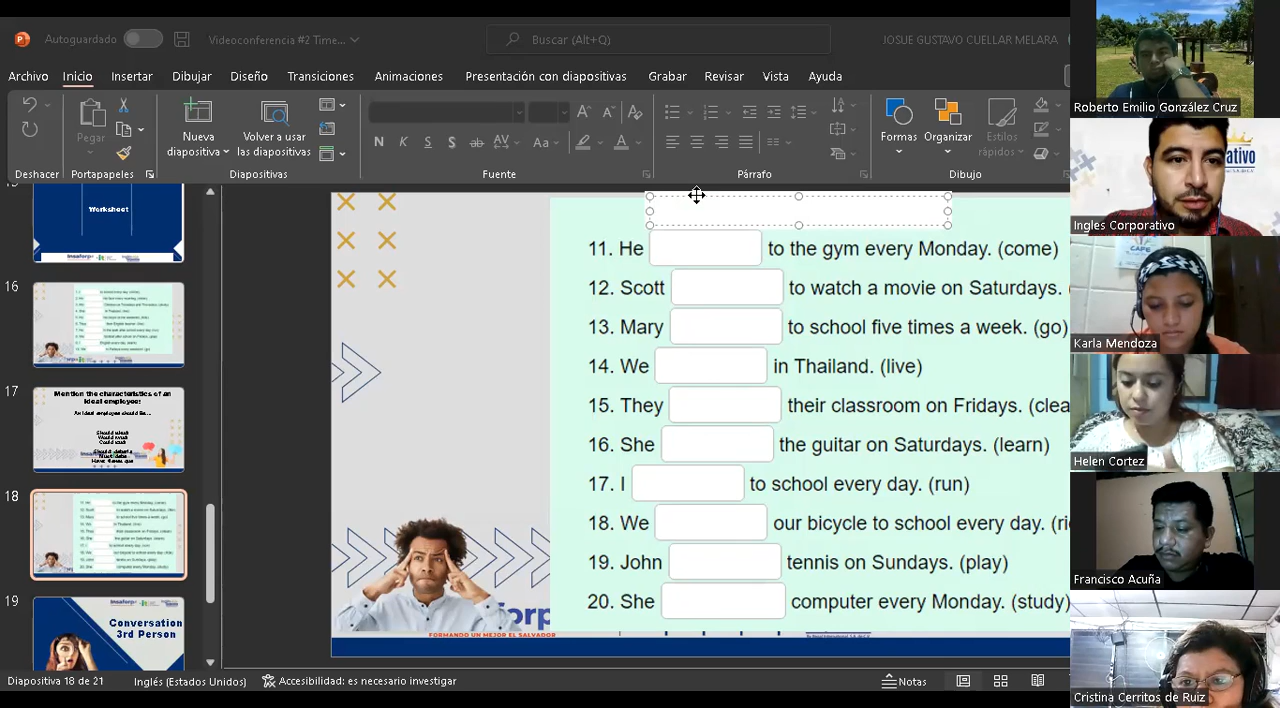 Autoguardado
Videoconferencia #2 Time...
Buscar (Alt+Q)
JOSUE GUSTAVO CUELLAR MELARA
Archivo Inicio Insertar Dibujar Diseño Transiciones Animaciones Presentación con diapositivas Grabar Revisar Vista Ayuda
Pegar
Nueva diapositiva
Volver a usar las diapositivas
N K S S ab AV Aa A
Formas
Organizar
Estilos rápidos
Deshacer Portapapeles Diapositivas Fuente Párrafo Dibujo
Worksheet
16
17
Mention the characteristics of an
ideal employee:
An ideal employee should be...
18
19
Conversation
3rd Person
11. He to the gym every Monday. (come)
12. Scott to watch a movie on Saturdays.
13. Mary to school five times a week. (go)
14. We in Thailand. (live)
15. They their classroom on Fridays. (clea
16. She the guitar on Saturdays. (learn)
17. I to school every day. (run)
18. We our bicycle to school every day. (ri
19. John tennis on Sundays. (play)
20. She computer every Monday. (study)
FORMANDO UN MEJOR EL SALVADOR
Diapositiva 18 de 21
Inglés (Estados Unidos)
Accesibilidad: es necesario investigar
Notas
Roberto Emilio González Cruz
Ingles Corporativo
Karla Mendoza
Helen Cortez
Francisco Acuña
Cristina Cerritos de Ruiz